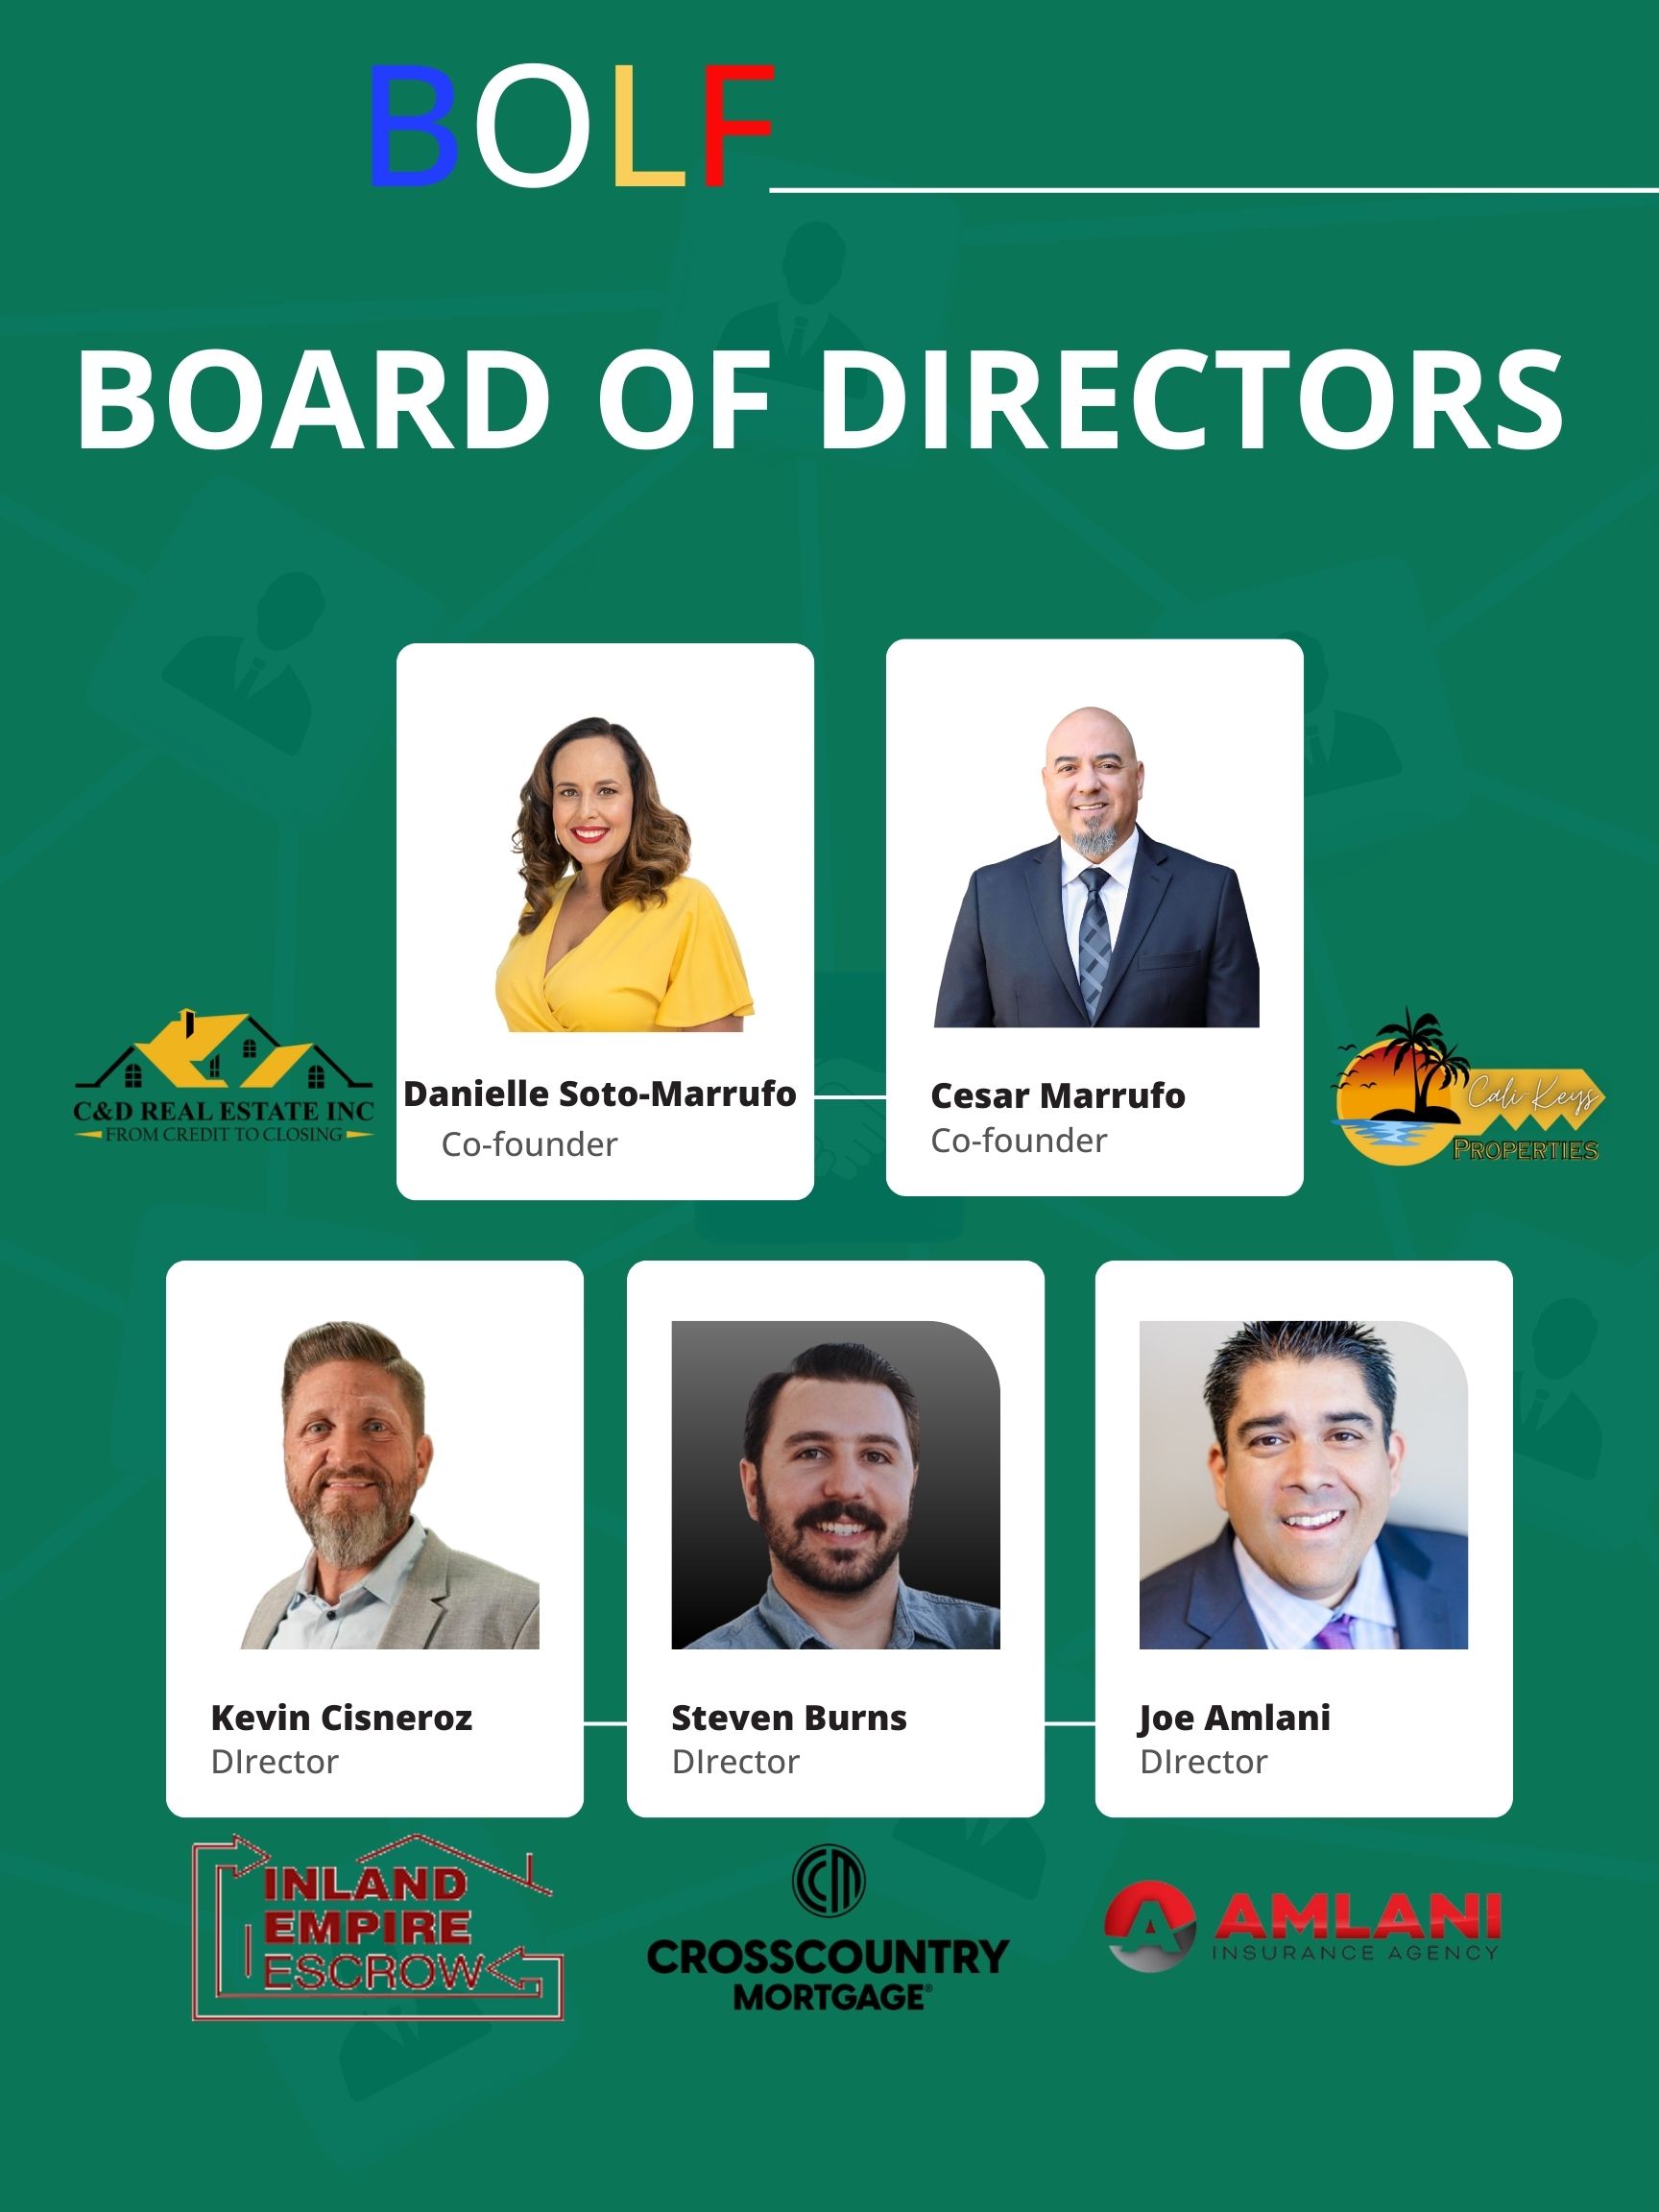 BOLF
BOARD OF DIRECTORS
C&D REAL ESTATE INC
FROM CREDIT TO CLOSING
Danielle Soto-Marrufo
Co-founder
Cesar Marrufo
Co-founder
Cali Keys
PROPERTIES
Kevin Cisneroz
DIrector
Steven Burns
DIrector
Joe Amlani
DIrector
INLAND
EMPIRE
ESCROW
CM
CROSSCOUNTRY
MORTGAGE®
A
AMLANI
INSURANCE AGENCY